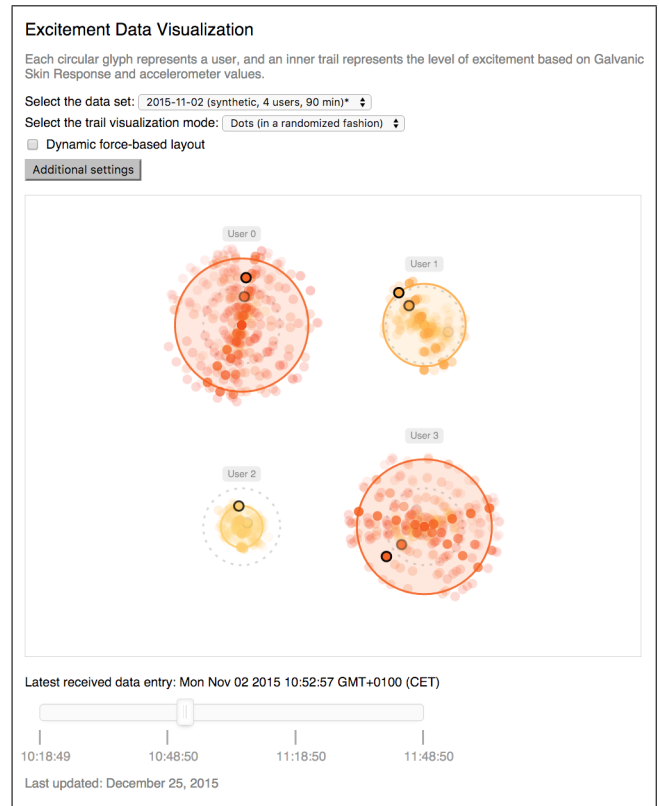 Excitement Data Visualization
Each circular glyph represents a user, and an inner trail represents the level of excitement based on Galvanic
Skin Response and accelerometer values.
Select the data set: 2015-11-02 (synthetic, 4 users, 90 min)*
Select the trail visualization mode: Dots (in a randomized fashion)
Dynamic force-based layout
Additional settings
User 0
User 1
User 2
User 3
Latest received data entry: Mon Nov 02 2015 10:52:57 GMT+0100 (CET)
10:18:49 10:48:50 11:18:50 11:48:50
Last updated: December 25, 2015